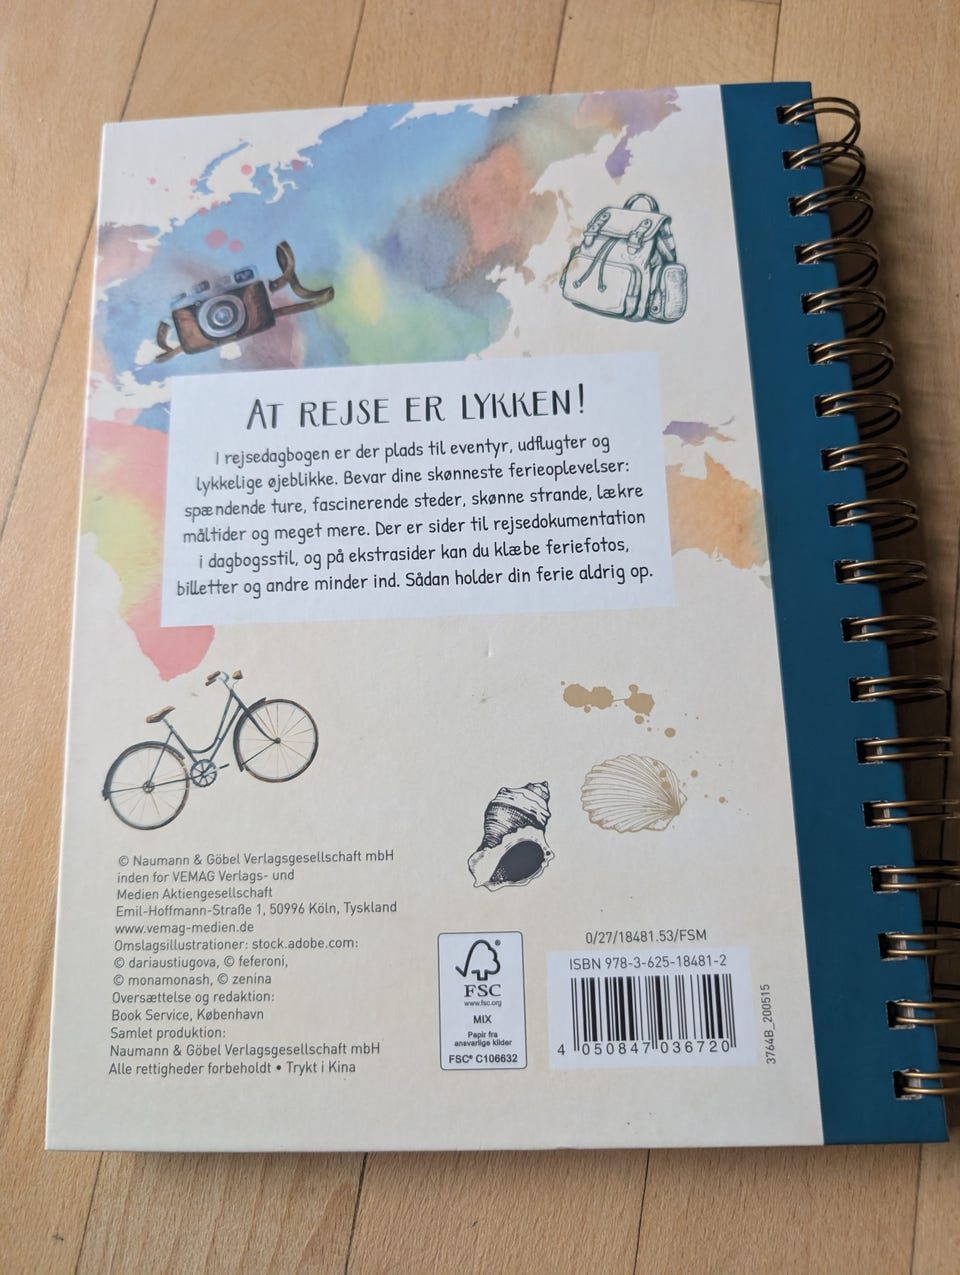 AT REJSE ER LYKKEN!
I rejsedagbogen er der plads til eventyr, udflugter og
lykkelige øjeblikke. Bevar dine skønneste ferieoplevelser:
spændende ture, fascinerende steder, skønne strande, lækre
måltider og meget mere. Der er sider til rejsedokumentation
i dagbogsstil, og på ekstrasider kan du klæbe feriefotos,
billetter og andre minder ind. Sådan holder din ferie aldrig op.
© Naumann & Göbel Verlagsgesellschaft mbH
inden for VEMAG Verlags- und
Medien Aktiengesellschaft
Emil-Hoffmann-Straße 1, 50996 Köln, Tyskland
www.vemag-medien.de
Omslagsillustrationer: stock.adobe.com:
© dariaustiugova, © feferoni,
© monamonash, © zenina
Oversættelse og redaktion:
Book Service, København
Samlet produktion:
Naumann & Göbel Verlagsgesellschaft mbH
Alle rettigheder forbeholdt • Trykt i Kina
FSC
www.fsc.org
MIX
Papir fra
ansvarlige kilder
FSC® C106632
0/27/18481.53/FSM
ISBN 978-3-625-18481-2
4 050847 036720
3764B_200515